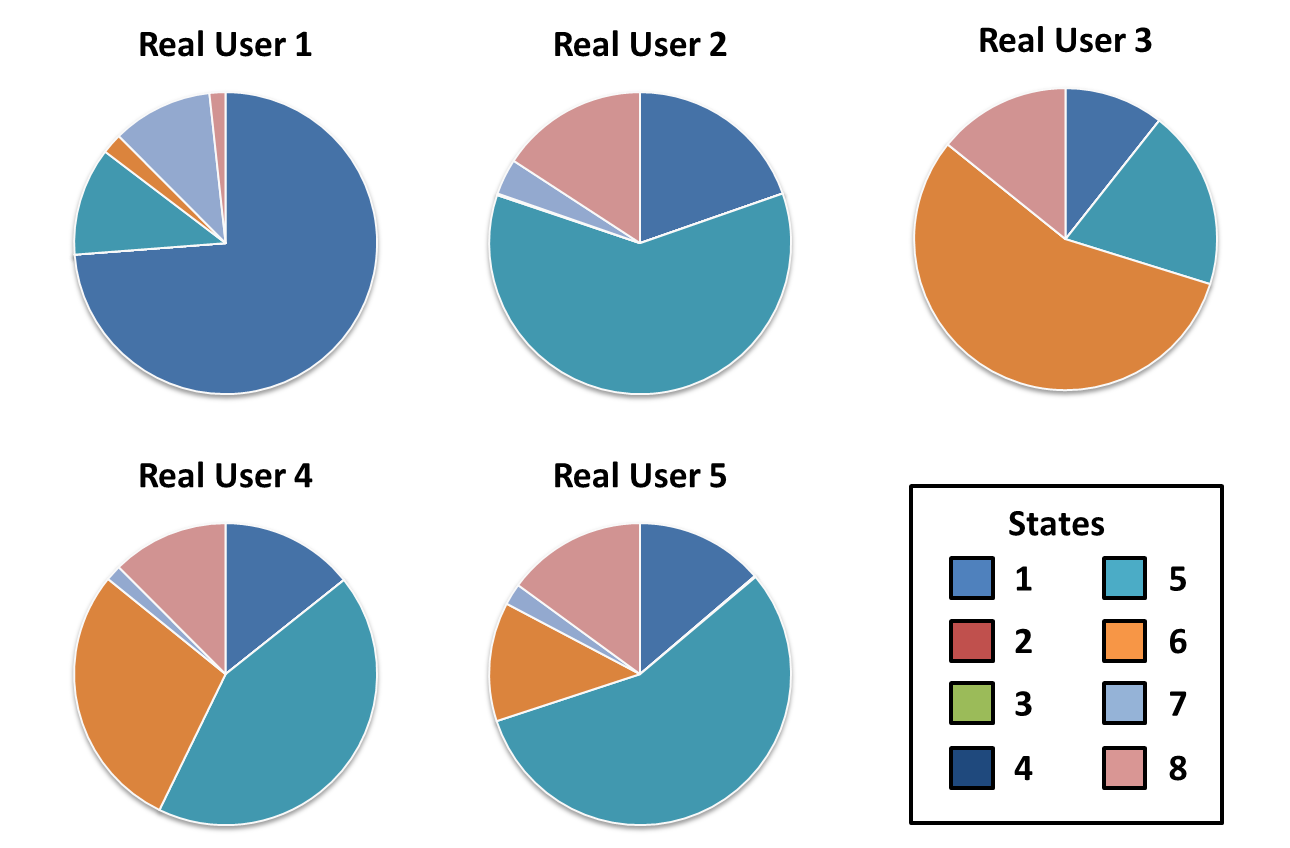 Real User 1
Real User 2
Real User 3
Real User 4
Real User 5
States
1 5
2 6
3 7
4 8